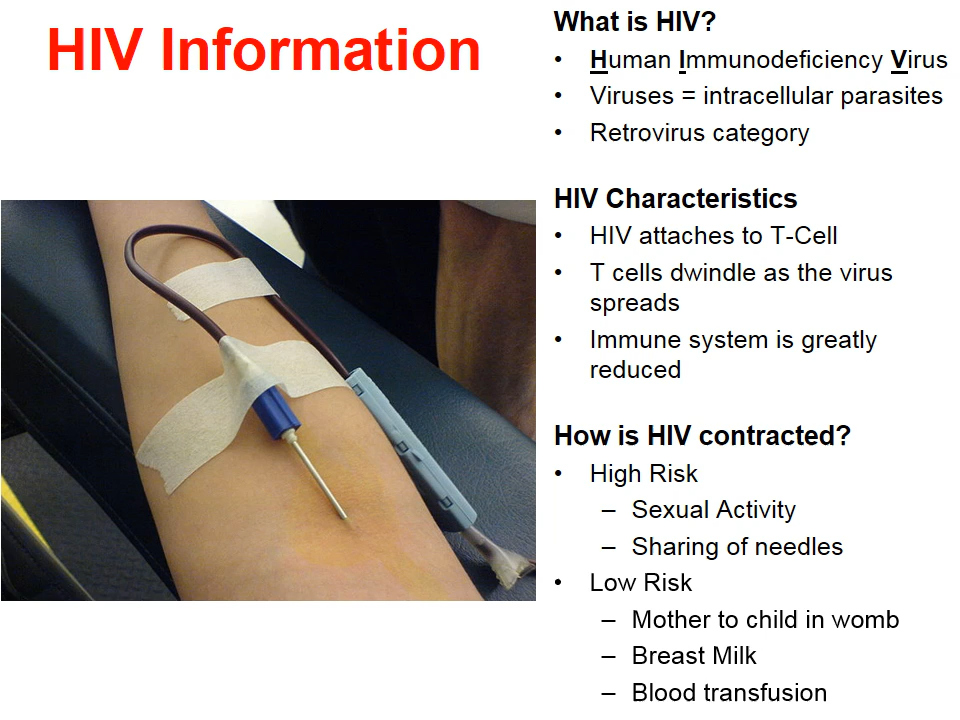 HIV Information
What is HIV?
• Human Immunodeficiency Virus
• Viruses = intracellular parasites
• Retrovirus category
HIV Characteristics
• HIV attaches to T-Cell
• T cells dwindle as the virus
spreads
• Immune system is greatly
reduced
How is HIV contracted?
• High Risk
– Sexual Activity
– Sharing of needles
• Low Risk
– Mother to child in womb
– Breast Milk
– Blood transfusion